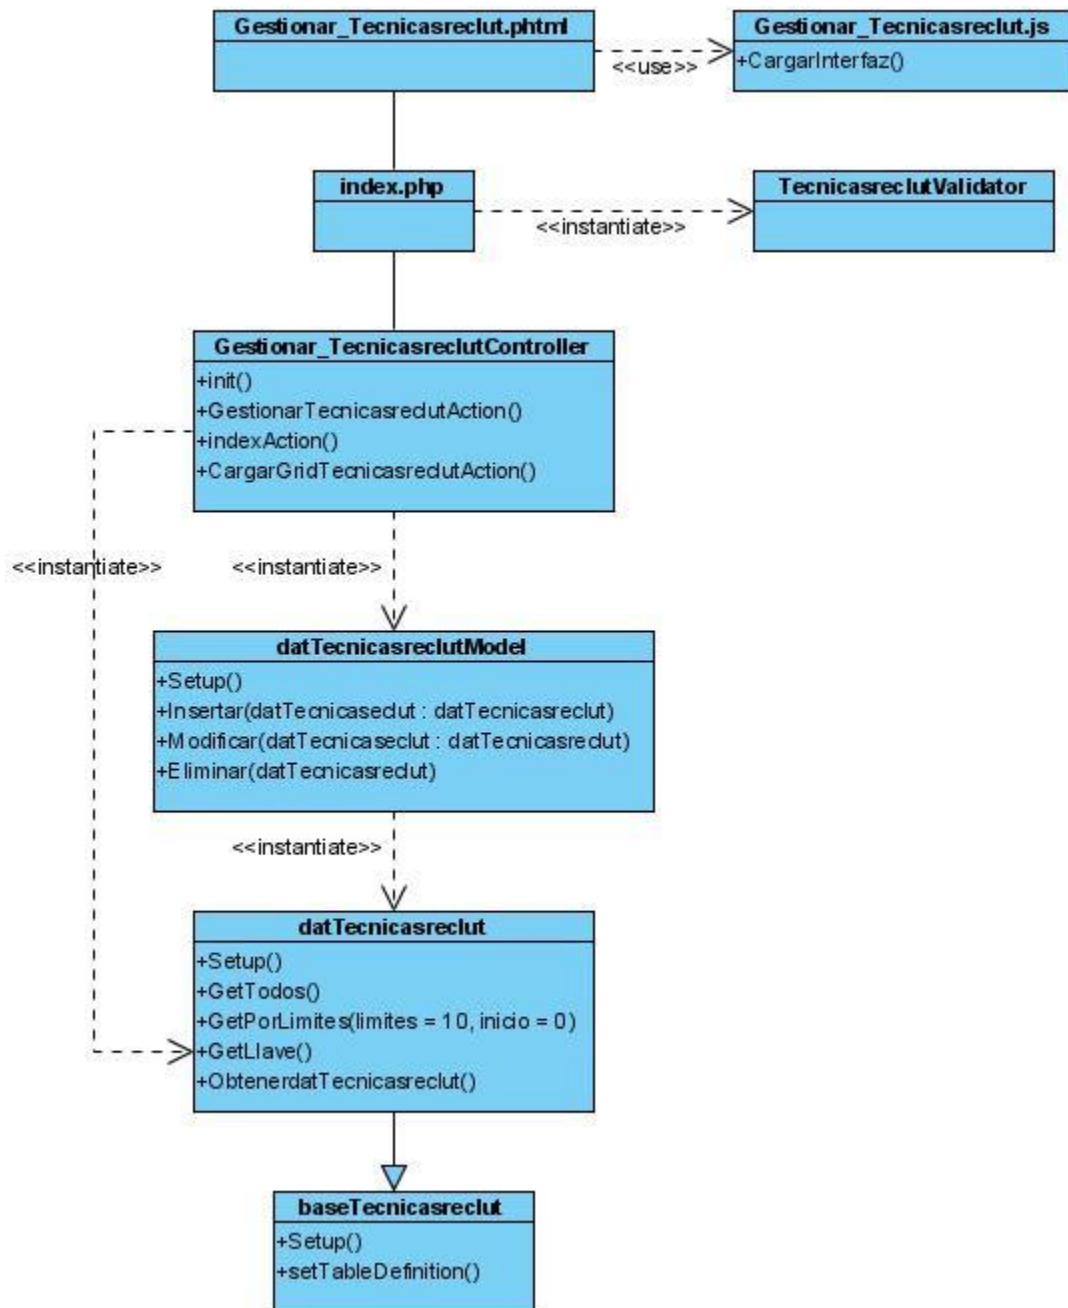 Gestionar_Tecnicasreclut.phtml
Gestionar_Tecnicasreclut.js
+CargarInterfaz()
<<use>>
index.php
TecnicasreclutValidator
<<instantiate>>
Gestionar_TecnicasreclutController
+init()
+GestionarTecnicasreclutAction()
+indexAction()
+CargarGridTecnicasreclutAction()
<<instantiate>>
<<instantiate>>
datTecnicasreclutModel
+Setup()
+Insertar(datTecnicaseclut : datTecnicasreclut)
+Modificar(datTecnicaseclut : datTecnicasreclut)
+Eliminar(datTecnicasreclut)
<<instantiate>>
datTecnicasreclut
+Setup()
+GetTodos()
+GetPorLimites(limites = 10, inicio = 0)
+GetLlave()
+ObtenerdatTecnicasreclut()
baseTecnicasreclut
+Setup()
+setTableDefinition()